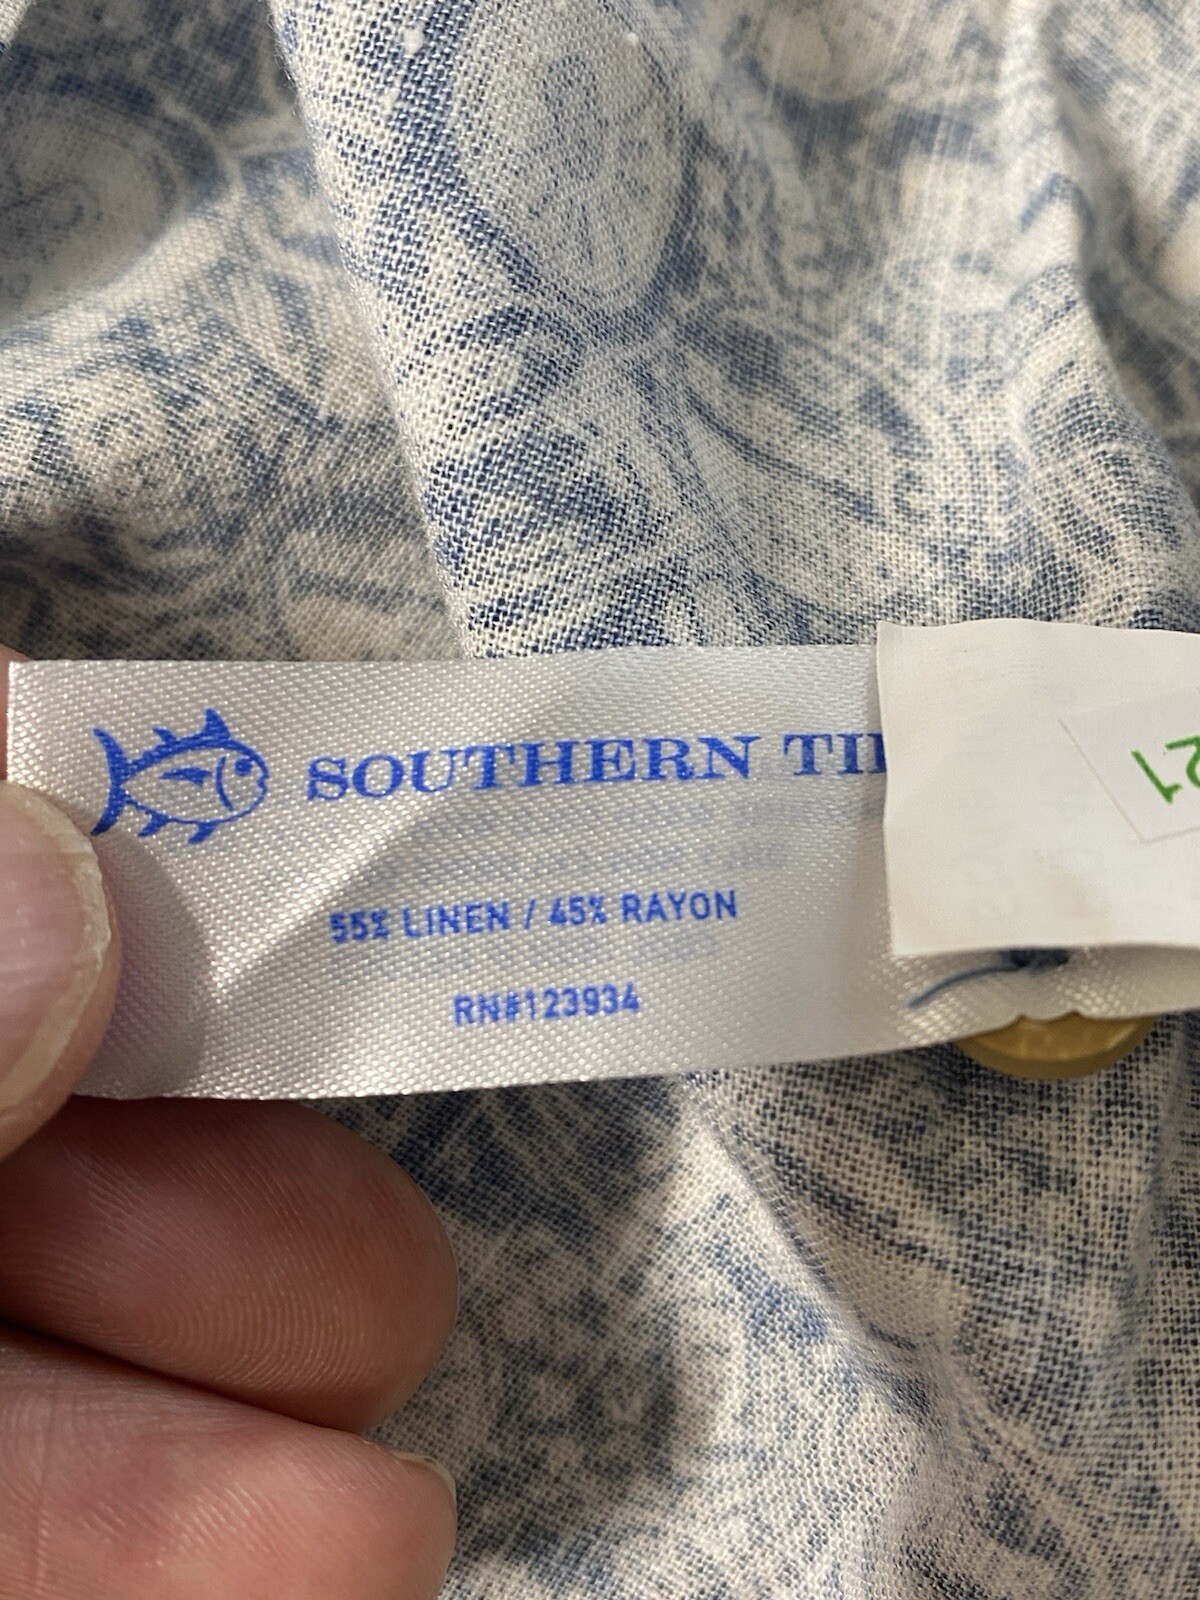 SOUTHERN TI
55% LINEN / 45% RAYON
RN#123934
21